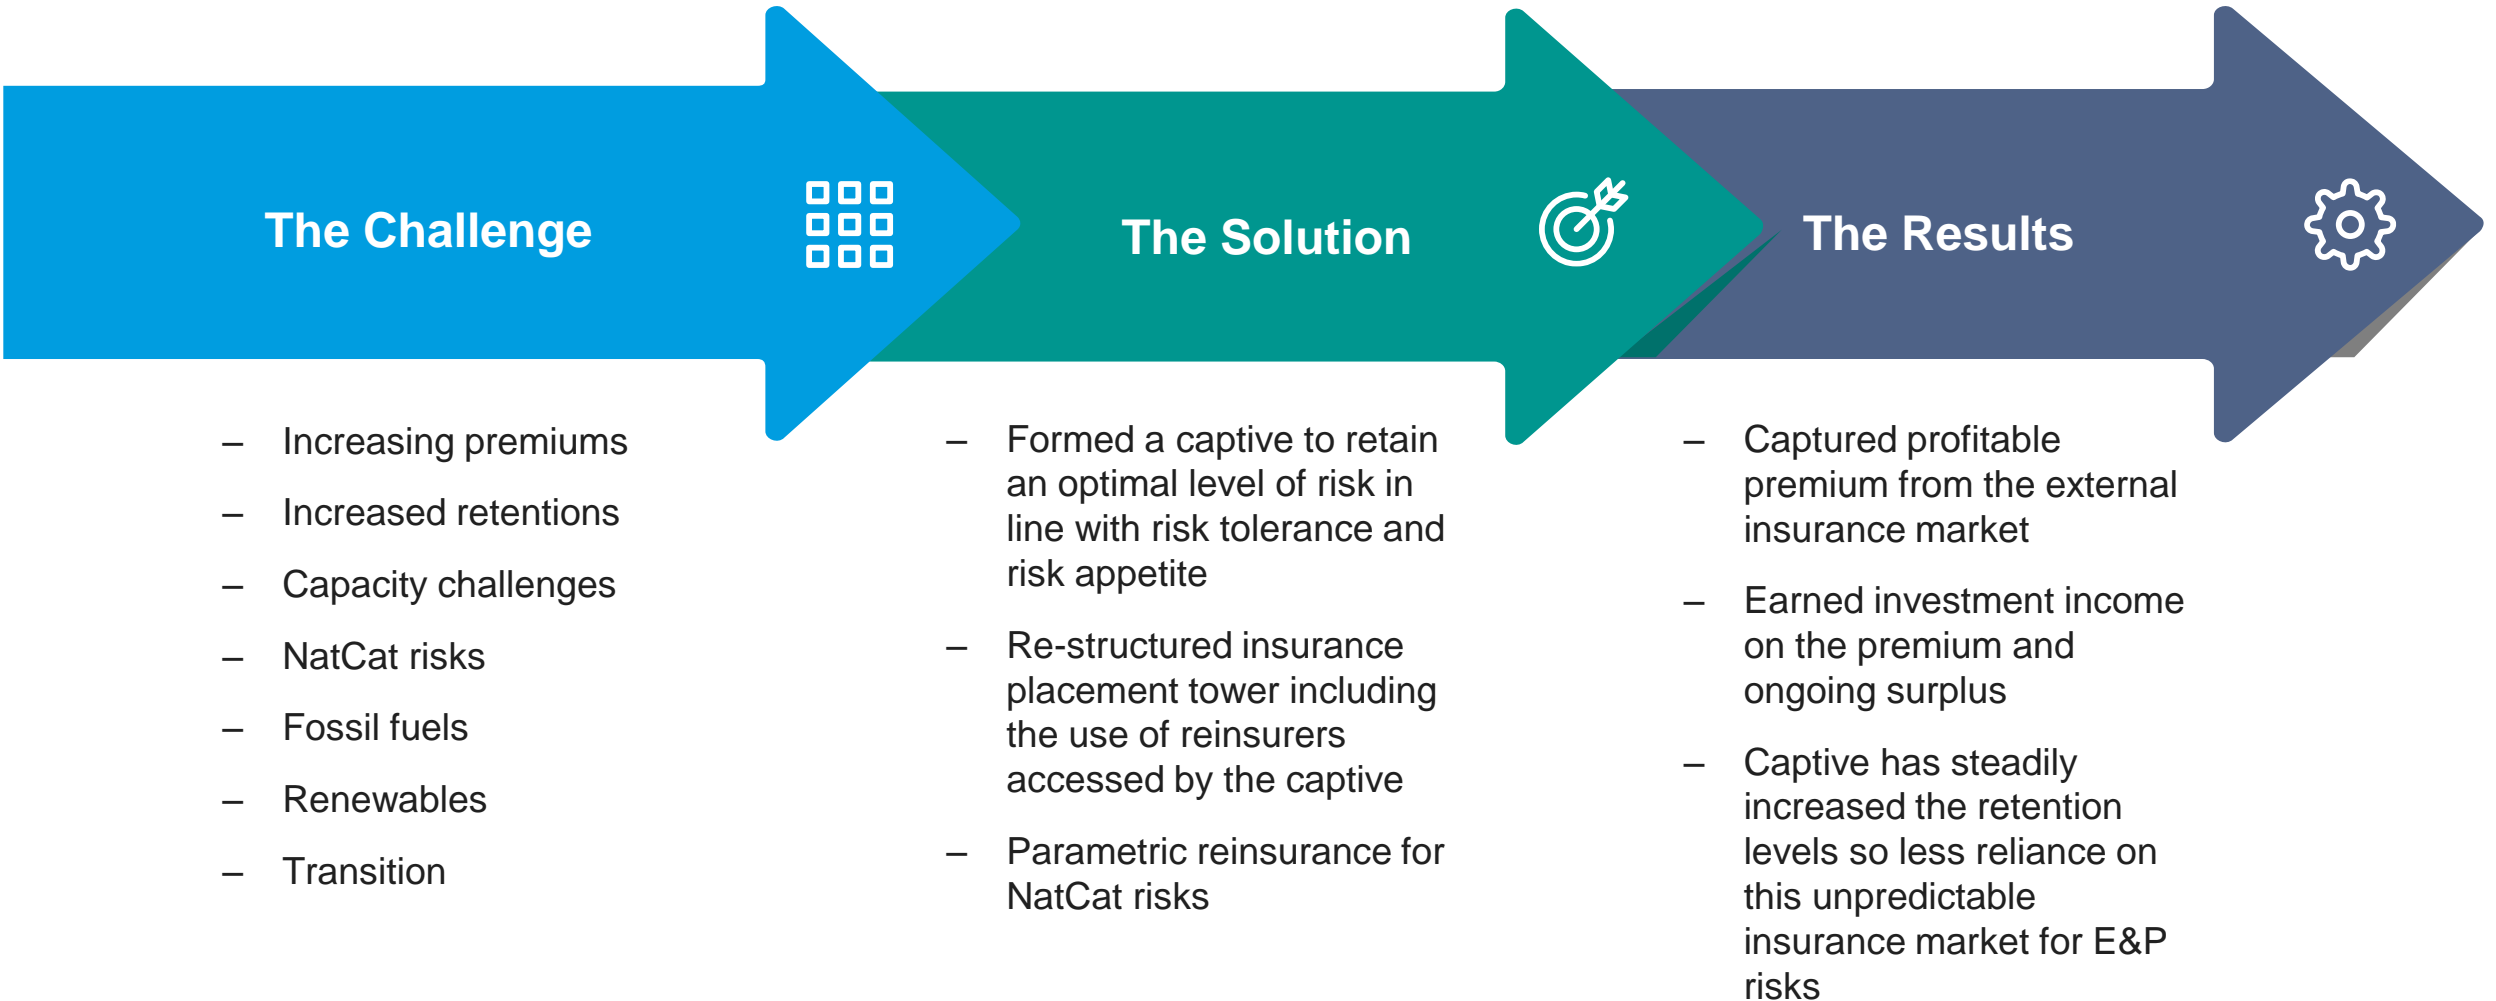 The Challenge
– Increasing premiums
– Increased retentions
– Capacity challenges
– NatCat risks
– Fossil fuels
– Renewables
– Transition
The Solution
– Formed a captive to retain
an optimal level of risk in
line with risk tolerance and
risk appetite
– Re-structured insurance
placement tower including
the use of reinsurers
accessed by the captive
– Parametric reinsurance for
NatCat risks
The Results
– Captured profitable
premium from the external
insurance market
– Earned investment income
on the premium and
ongoing surplus
– Captive has steadily
increased the retention
levels so less reliance on
this unpredictable
insurance market for E&P
risks